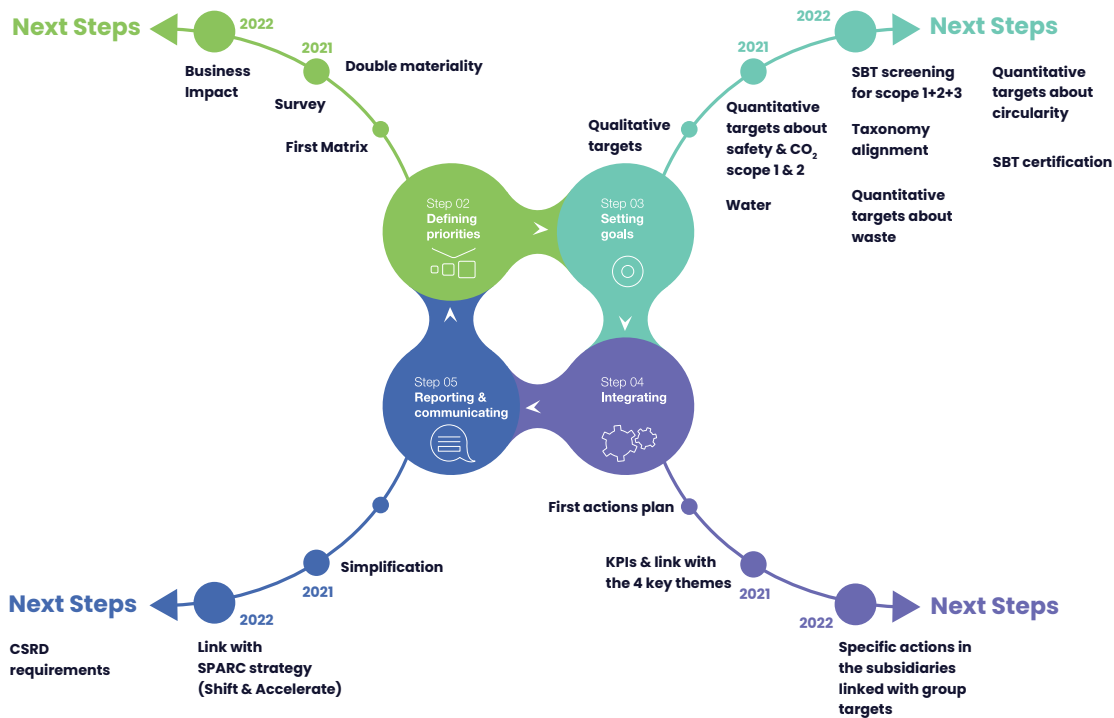 Next Steps
2022
2021
Business
Impact
Double materiality
Survey
First Matrix
Step 02
Defining
priorities
2022
Next Steps
2021
Qualitative
targets
Quantitative
targets about
safety & CO₂
scope 1 & 2
Water
SBT screening
for scope 1+2+3
Taxonomy
alignment
Quantitative
targets about
waste
Quantitative
targets about
circularity
SBT certification
Step 03
Setting
goals
Step 05
Reporting &
communicating
Step 04
Integrating
Simplification
2021
Next Steps
2022
CSRD
requirements
Link with
SPARC strategy
(Shift & Accelerate)
First actions plan
KPIs & link with
the 4 key themes
2021
2022
Next Steps
Specific actions in
the subsidiaries
linked with group
targets